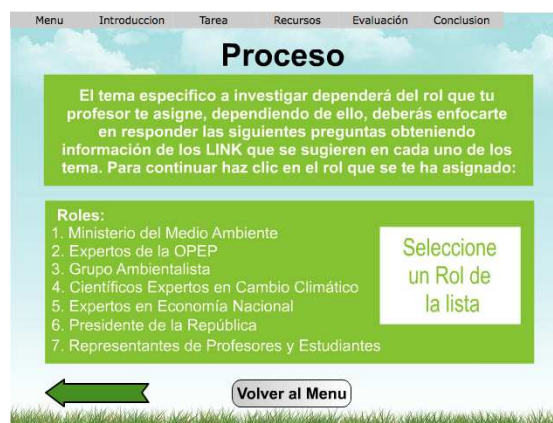 Menu Introduccion Tarea Recursos Evaluación Conclusion
Proceso
El tema especifico a investigar dependerá del rol que tu
profesor te asigne, dependiendo de ello, deberás enfocarte
en responder las siguientes preguntas obteniendo
información de los LINK que se sugieren en cada uno de los
tema. Para continuar haz clic en el rol que se te ha asignado:
Roles:
1. Ministerio del Medio Ambiente
2. Expertos de la OPEP
3. Grupo Ambientalista
4. Científicos Expertos en Cambio Climático
5. Expertos en Economía Nacional
6. Presidente de la República
7. Representantes de Profesores y Estudiantes
Seleccione
un Rol de
la lista
Volver al Menu